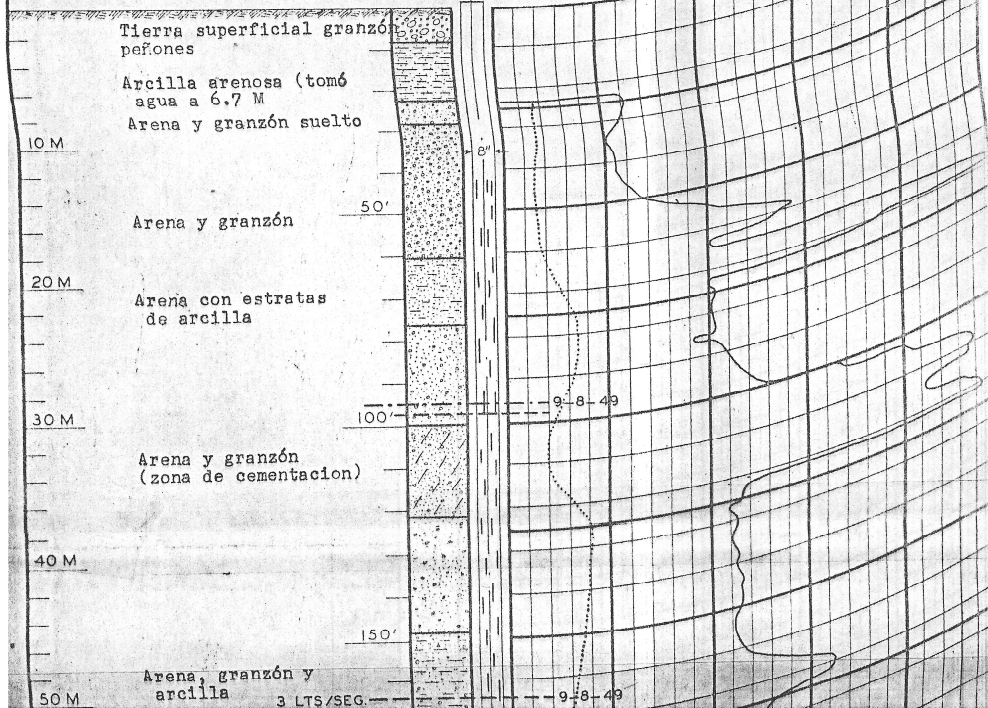 Tierra superficial granzón
peñones
Arcilla arenosa (tomó
agua a 6.7 M
Arena y granzón suelto
10 M
8"
50'
Arena y granzón
20 M
Arena con estratas
de arcilla
9-8-49
100'
30 M
Arena y granzón
(zona de cementacion)
40 M
150'
Arena, granzón y
arcilla
3 LTS/SEG.
9-8-49
50 M